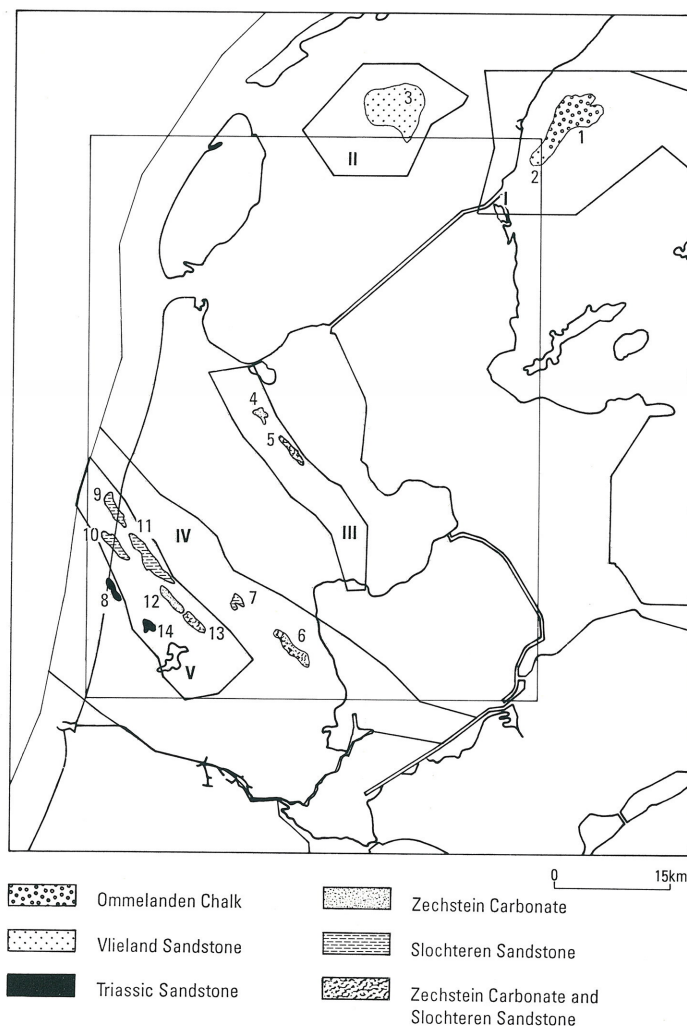 3
1
II
2
I
4
5
9
11
IV
III
10
8
12
7
14
13
6
V
0 15km
Ommelanden Chalk
Vlieland Sandstone
Triassic Sandstone
Zechstein Carbonate
Slochteren Sandstone
Zechstein Carbonate and
Slochteren Sandstone